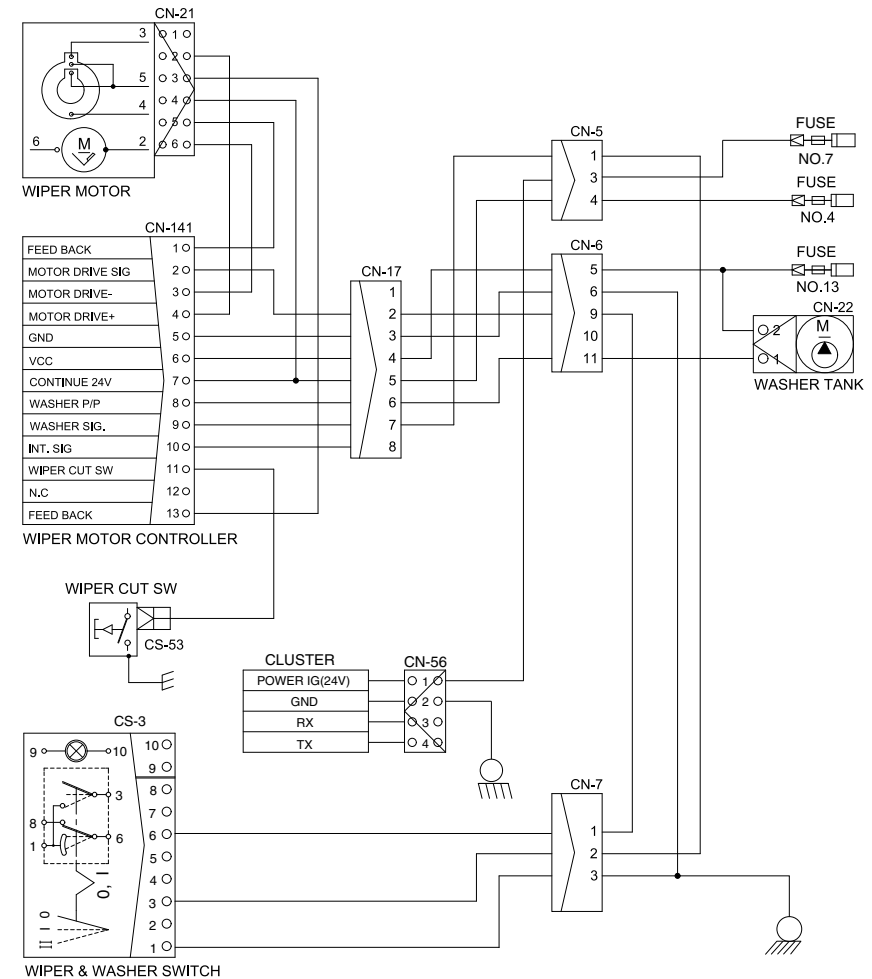 CN-21
3
1
2
5
3
4
4
5
6
M
2
6
WIPER MOTOR
CN-141
FEED BACK 1
MOTOR DRIVE SIG 2
MOTOR DRIVE- 3
MOTOR DRIVE+ 4
GND 5
VCC 6
CONTINUE 24V 7
WASHER P/P 8
WASHER SIG. 9
INT. SIG 10
WIPER CUT SW 11
N.C 12
FEED BACK 13
WIPER MOTOR CONTROLLER
CN-17
1
2
3
4
5
6
7
8
CN-5
1
3
4
CN-6
5
6
9
10
11
FUSE
NO.7
FUSE
NO.4
FUSE
NO.13
CN-22
2
M
1
WASHER TANK
WIPER CUT SW
CS-53
CLUSTER
CN-56
POWER IG(24V) 1
GND 2
RX 3
TX 4
CS-3
9
10
3
8
6
1
0, I
II I 0
10
9
8
7
6
5
4
3
2
1
WIPER & WASHER SWITCH
CN-7
1
2
3